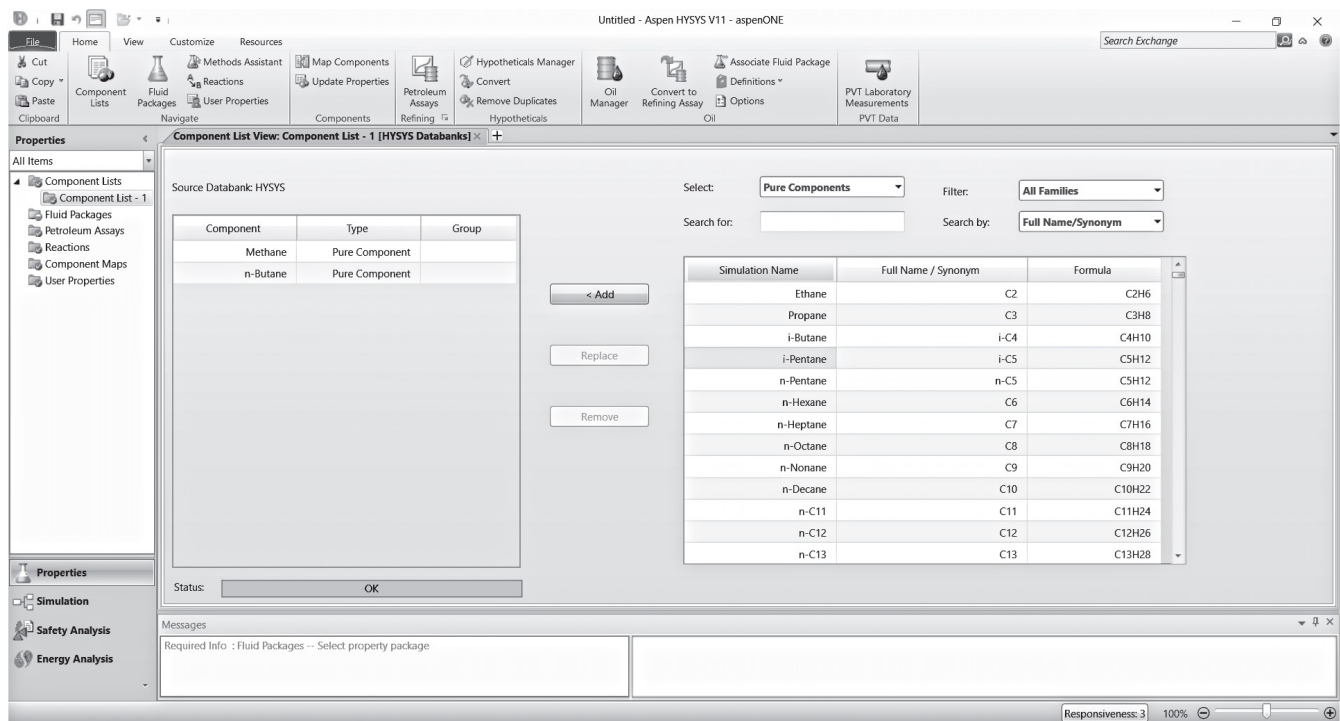 Untitled - Aspen HYSYS V11 - aspenONE
File Home View Customize Resources Search Exchange
Cut
Copy
Paste
Clipboard
Component Lists
Fluid Packages
Methods Assistant
Reactions
User Properties
Navigate
Map Components
Update Properties
Components
Petroleum Assays
Refining
Hypotheticals Manager
Convert
Remove Duplicates
Hypotheticals
Oil Manager
Convert to Refining Assay
Associate Fluid Package
Definitions
Options
Oil
PVT Laboratory Measurements
PVT Data
Properties
All Items
Component Lists
Component List - 1
Fluid Packages
Petroleum Assays
Reactions
Component Maps
User Properties
Properties
Simulation
Safety Analysis
Energy Analysis
Component List View: Component List - 1 [HYSYS Databanks] +
Source Databank: HYSYS
Component Type Group
Methane Pure Component
n-Butane Pure Component
Status: OK
< Add
Replace
Remove
Select: Pure Components Filter: All Families
Search for: Search by: Full Name/Synonym
Simulation Name Full Name / Synonym Formula
Ethane C2 C2H6
Propane C3 C3H8
i-Butane i-C4 C4H10
i-Pentane i-C5 C5H12
n-Pentane n-C5 C5H12
n-Hexane C6 C6H14
n-Heptane C7 C7H16
n-Octane C8 C8H18
n-Nonane C9 C9H20
n-Decane C10 C10H22
n-C11 C11 C11H24
n-C12 C12 C12H26
n-C13 C13 C13H28
Messages
Required Info : Fluid Packages -- Select property package
Responsiveness: 3 100%